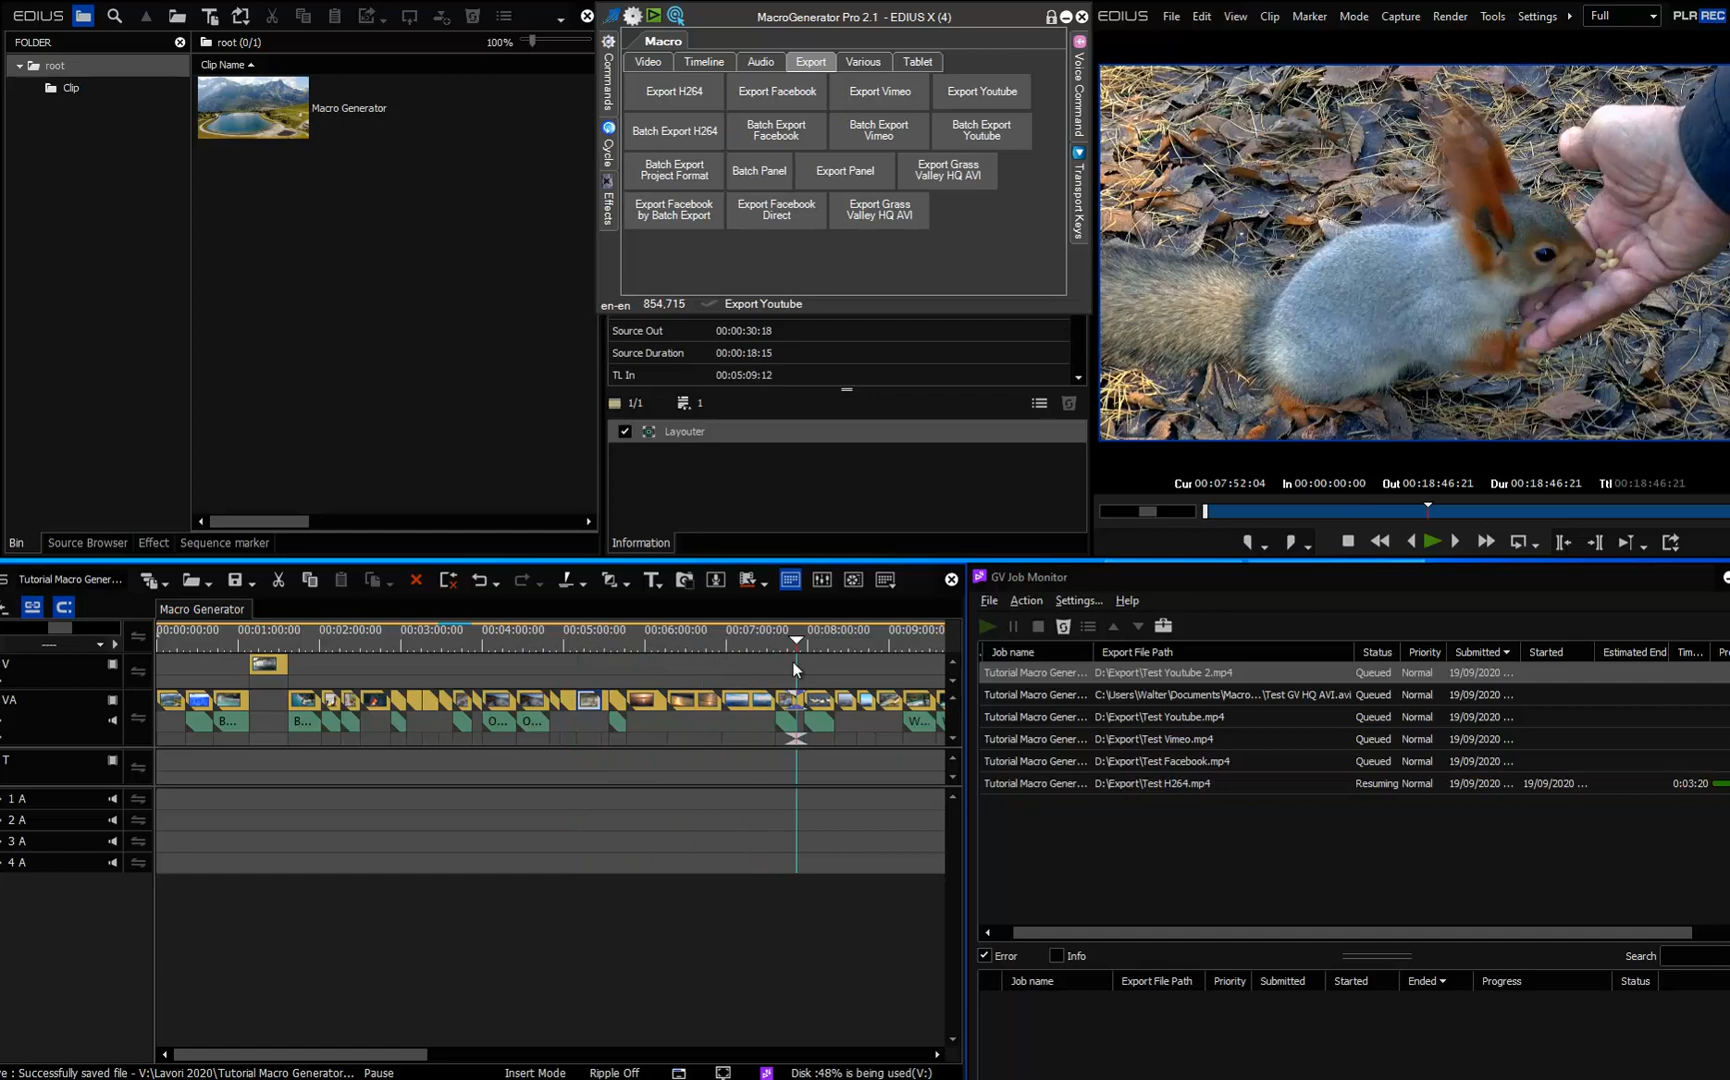 EDIUS
FOLDER
root
Clip
root (0/1)
100%
Clip Name
Macro Generator
Bin
Source Browser
Effect
Sequence marker
MacroGenerator Pro 2.1 - EDIUS X (4)
Commands
Cycle
Effects
Macro
Video
Timeline
Audio
Export
Various
Tablet
Export H264
Export Facebook
Export Vimeo
Export Youtube
Batch Export H264
Batch Export
Facebook
Batch Export
Vimeo
Batch Export
Youtube
Batch Export
Project Format
Batch Panel
Export Panel
Export Grass
Valley HQ AVI
Export Facebook
by Batch Export
Export Facebook
Direct
Export Grass
Valley HQ AVI
Voice Command
Transport Keys
en-en 854,715 Export Youtube
Source Out 00:00:30:18
Source Duration 00:00:18:15
TL In 00:05:09:12
1/1 1
Layouter
Information
EDIUS File Edit View Clip Marker Mode Capture Render Tools Settings Full PLR REC
Cur 00:07:52:04 In 00:00:00:00 Out 00:18:46:21 Dur 00:18:46:21 Ttl 00:18:46:21
Tutorial Macro Gener...
Macro Generator
00:00:00:00 00:01:00:00 00:02:00:00 00:03:00:00 00:04:00:00 00:05:00:00 00:06:00:00 00:07:00:00 00:08:00:00 00:09:00:0
V
VA
B... B... O... O... W...
T
1 A
2 A
3 A
4 A
GV Job Monitor
File Action Settings... Help
Job name Export File Path Status Priority Submitted Started Estimated End Tim... Pr
Tutorial Macro Gener... D:\Export\Test Youtube 2.mp4 Queued Normal 19/09/2020 ...
Tutorial Macro Gener... C:\Users\Walter\Documents\Macro...\Test GV HQ AVI.avi Queued Normal 19/09/2020 ...
Tutorial Macro Gener... D:\Export\Test Youtube.mp4 Queued Normal 19/09/2020 ...
Tutorial Macro Gener... D:\Export\Test Vimeo.mp4 Queued Normal 19/09/2020 ...
Tutorial Macro Gener... D:\Export\Test Facebook.mp4 Queued Normal 19/09/2020 ...
Tutorial Macro Gener... D:\Export\Test H264.mp4 Resuming Normal 19/09/2020 ... 19/09/2020 ... 0:03:20
Error Info Search
Job name Export File Path Priority Submitted Started Ended Progress Status
e : Successfully saved file - V:\Lavori 2020\Tutorial Macro Generator... Pause Insert Mode Ripple Off Disk :48% is being used(V:)